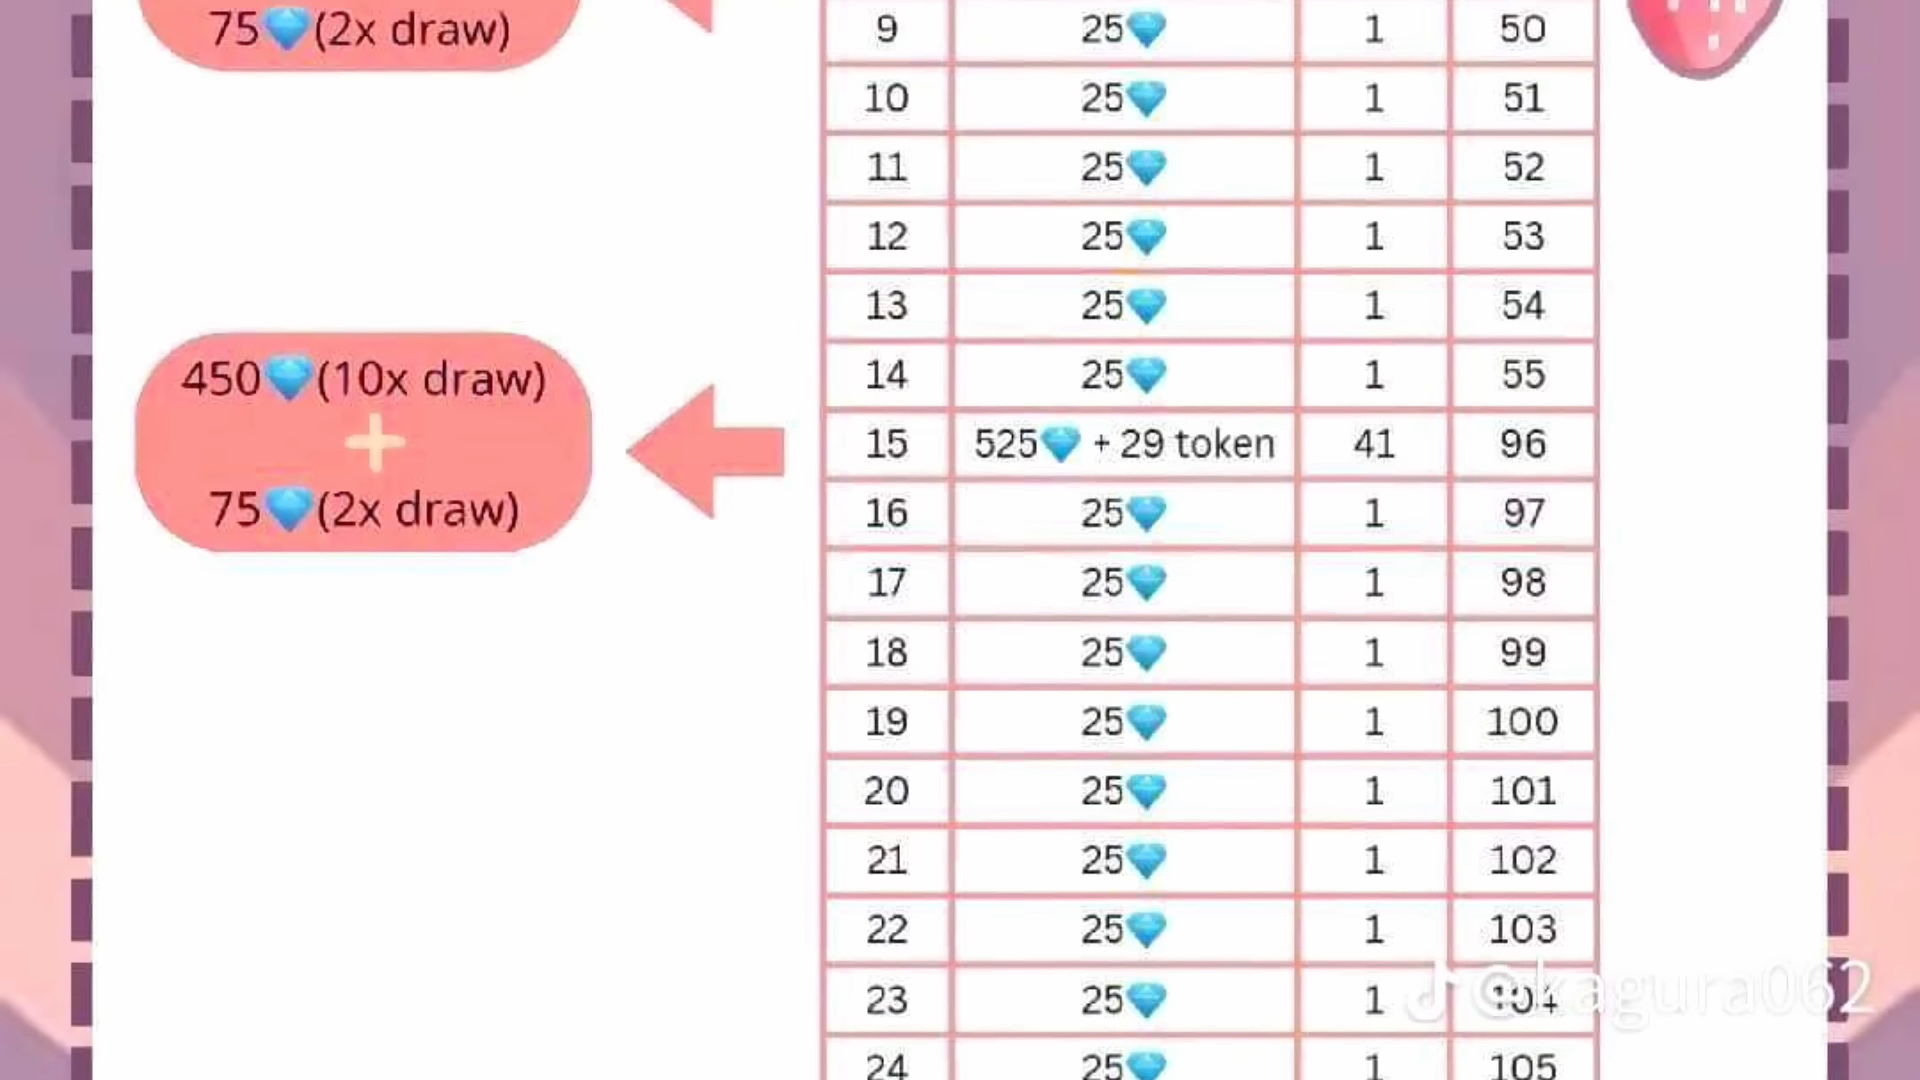 75💎(2x draw)
9 25💎 1 50
10 25💎 1 51
11 25💎 1 52
12 25💎 1 53
13 25💎 1 54
14 25💎 1 55
450💎(10x draw)
+
75💎(2x draw)
15 525💎 + 29 token 41 96
16 25💎 1 97
17 25💎 1 98
18 25💎 1 99
19 25💎 1 100
20 25💎 1 101
21 25💎 1 102
22 25💎 1 103
23 25💎 1 104
24 25💎 1 105
@kagura062